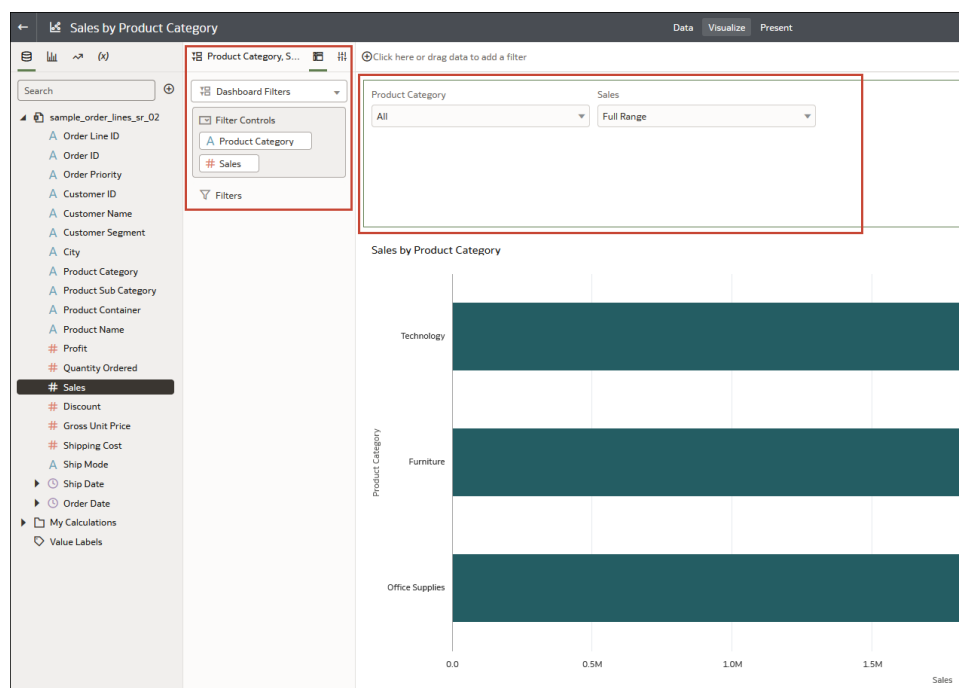 Sales by Product Category
Data Visualize Present
(x)
Product Category, S...
Click here or drag data to add a filter
Search
Dashboard Filters
Product Category
Sales
All
Full Range
sample_order_lines_sr_02
Filter Controls
A Order Line ID
A Product Category
A Order ID
# Sales
A Order Priority
A Customer ID
Filters
A Customer Name
A Customer Segment
A City
Sales by Product Category
A Product Category
A Product Sub Category
A Product Container
A Product Name
# Profit
# Quantity Ordered
# Sales
# Discount
# Gross Unit Price
# Shipping Cost
A Ship Mode
Ship Date
Order Date
My Calculations
Value Labels
Product Category
Technology
Furniture
Office Supplies
0.0 0.5M 1.0M 1.5M
Sales